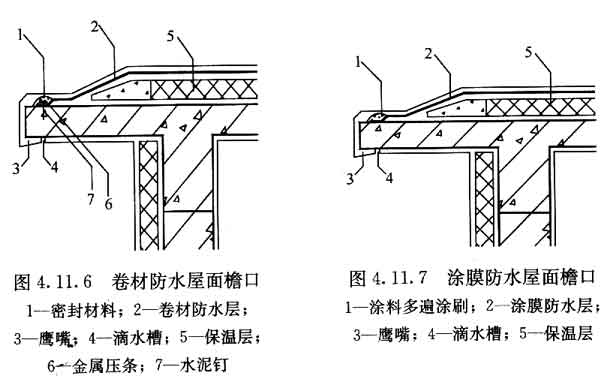 1
2
5
3
4
7
6
图 4.11.6 卷材防水屋面檐口
1—密封材料；2—卷材防水层；
3—鹰嘴；4—滴水槽；5—保温层；
6—金属压条；7—水泥钉
1
2
5
3
4
图 4.11.7 涂膜防水屋面檐口
1—涂料多遍涂刷；2—涂膜防水层；
3—鹰嘴；4—滴水槽；5—保温层